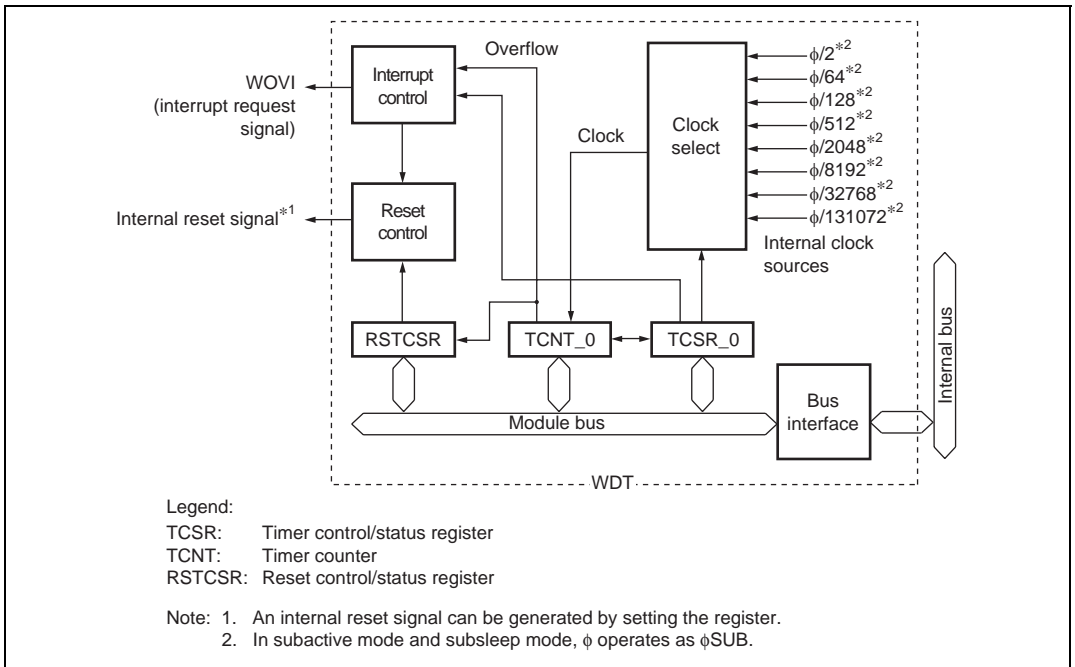 Overflow
Interrupt
control
WOVI
(interrupt request
signal)
Clock
Clock
select
ϕ/2*2
ϕ/64*2
ϕ/128*2
ϕ/512*2
ϕ/2048*2
ϕ/8192*2
ϕ/32768*2
ϕ/131072*2
Internal clock
sources
Internal reset signal*1
Reset
control
RSTCSR
TCNT_0
TCSR_0
Module bus
Bus
interface
Internal bus
WDT
Legend:
TCSR: Timer control/status register
TCNT: Timer counter
RSTCSR: Reset control/status register
Note: 1. An internal reset signal can be generated by setting the register.
2. In subactive mode and subsleep mode, ϕ operates as ϕSUB.